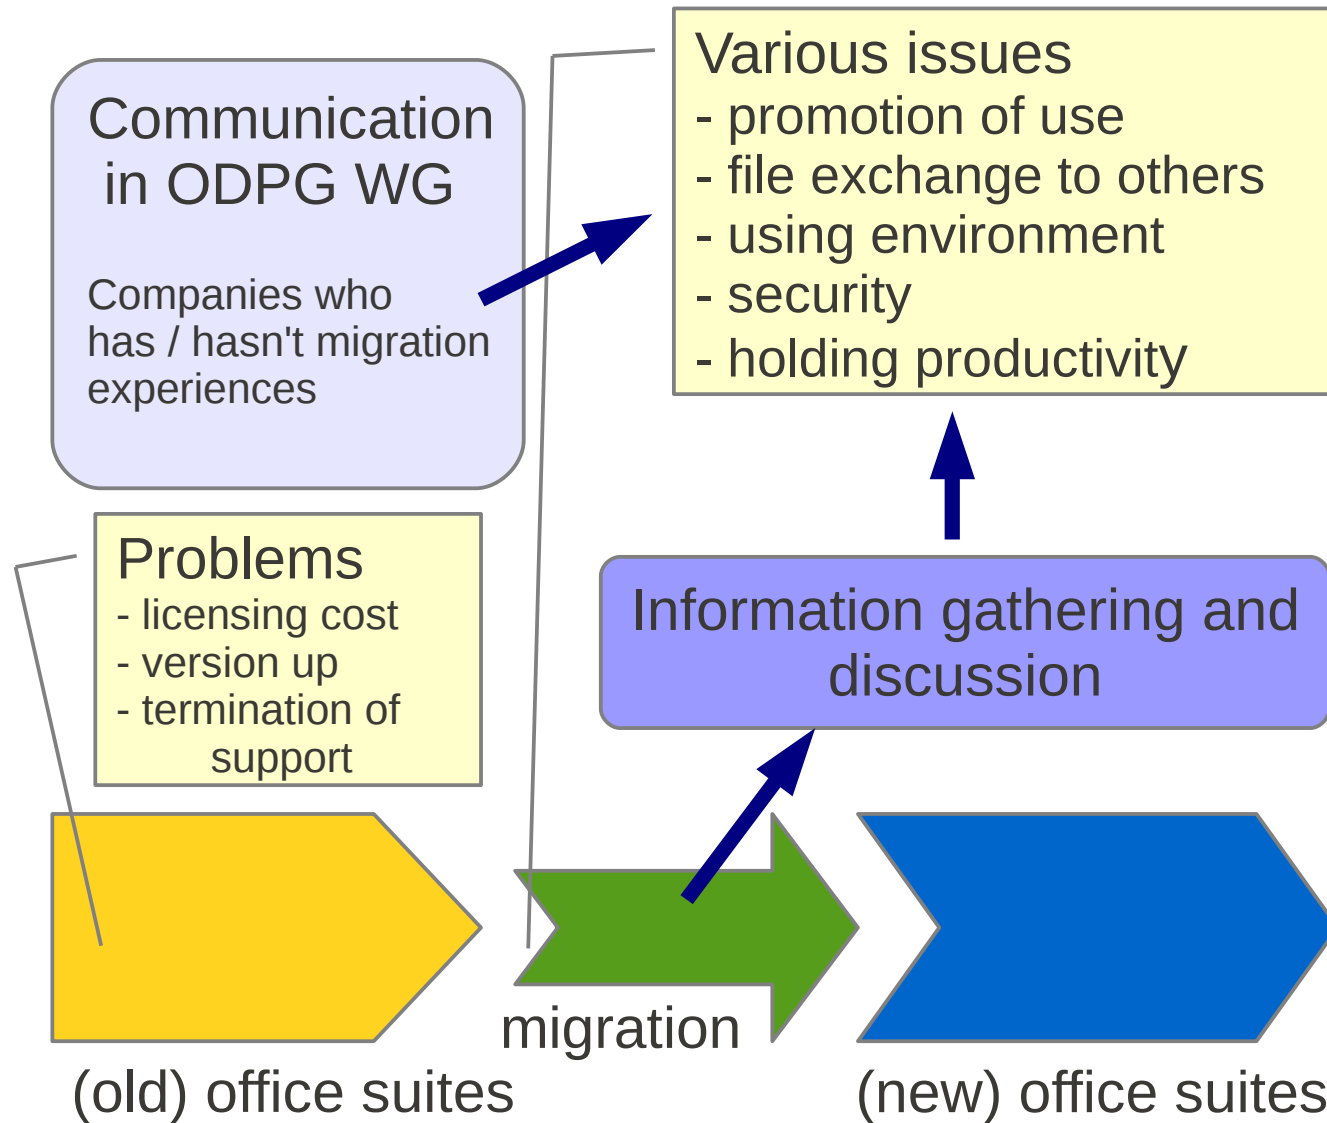 Communication
in ODPG WG
Companies who
has / hasn't migration
experiences
Various issues
- promotion of use
- file exchange to others
- using environment
- security
- holding productivity
Problems
- licensing cost
- version up
- termination of
support
Information gathering and
discussion
migration
(old) office suites
(new) office suites